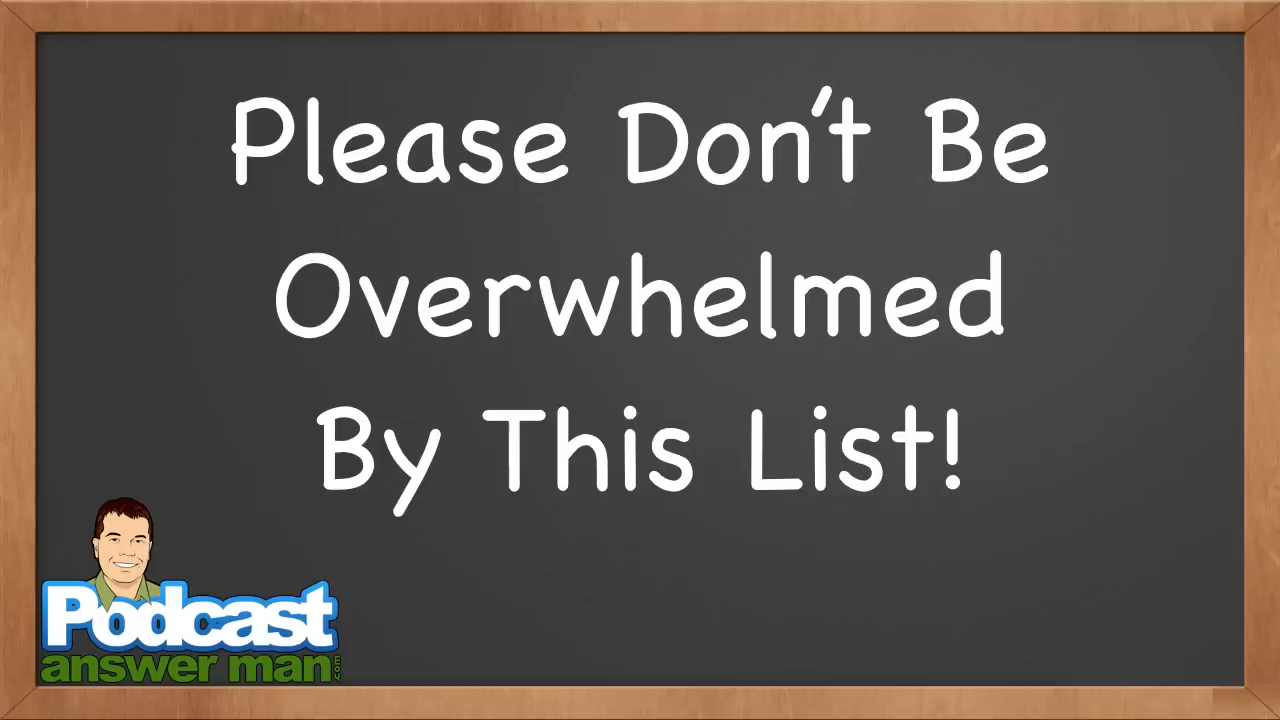 Please Don't Be
Overwhelmed
By This List!
Podcast
answer man.com